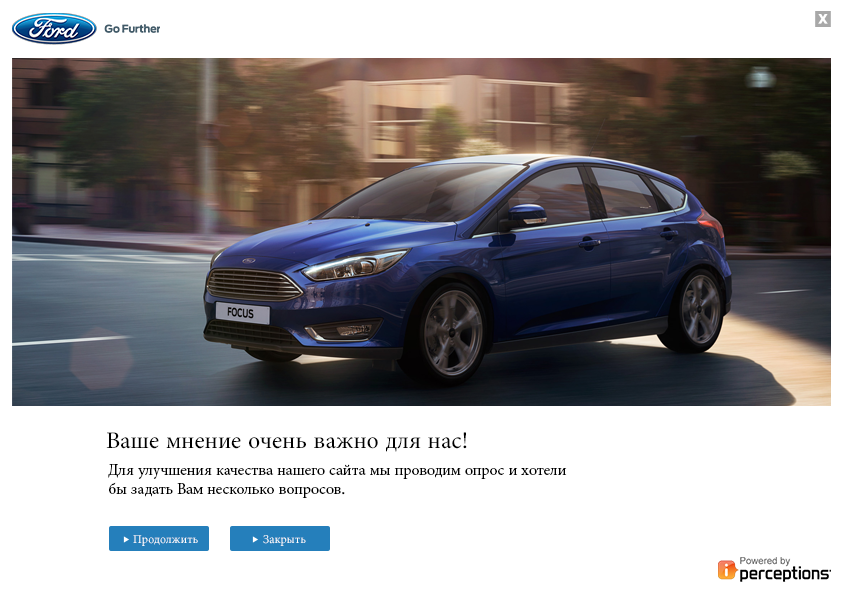 Ford Go Further
X
FOCUS
Ваше мнение очень важно для нас!
Для улучшения качества нашего сайта мы проводим опрос и хотели
бы задать Вам несколько вопросов.
Продолжить Закрыть
Powered by
iperceptions